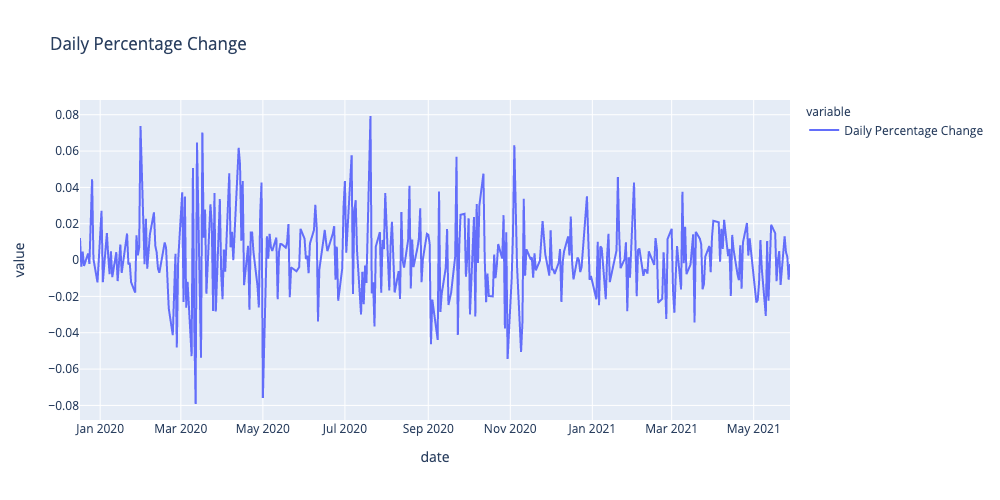 Daily Percentage Change
variable
Daily Percentage Change
value
0.08
0.06
0.04
0.02
0
−0.02
−0.04
−0.06
−0.08
Jan 2020 Mar 2020 May 2020 Jul 2020 Sep 2020 Nov 2020 Jan 2021 Mar 2021 May 2021
date